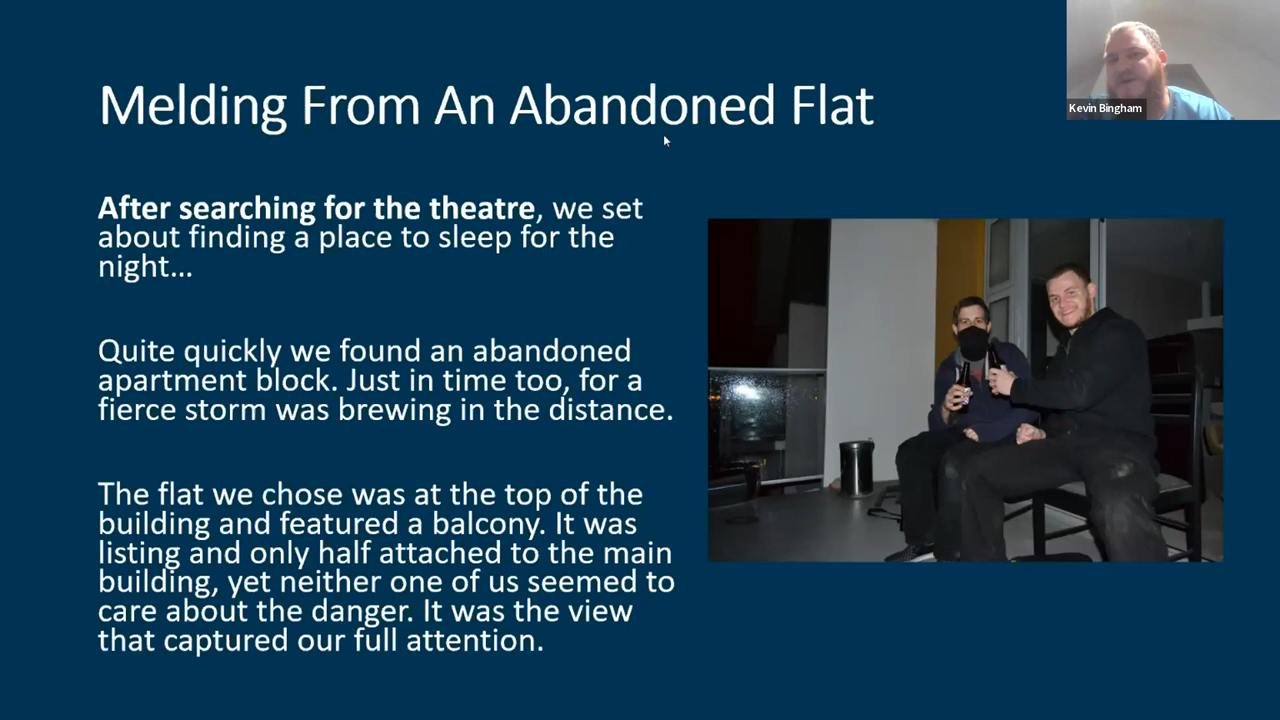 Melding From An Abandoned Flat
Kevin Bingham
After searching for the theatre, we set
about finding a place to sleep for the
night...
Quite quickly we found an abandoned
apartment block. Just in time too, for a
fierce storm was brewing in the distance.
The flat we chose was at the top of the
building and featured a balcony. It was
listing and only half attached to the main
building, yet neither one of us seemed to
care about the danger. It was the view
that captured our full attention.